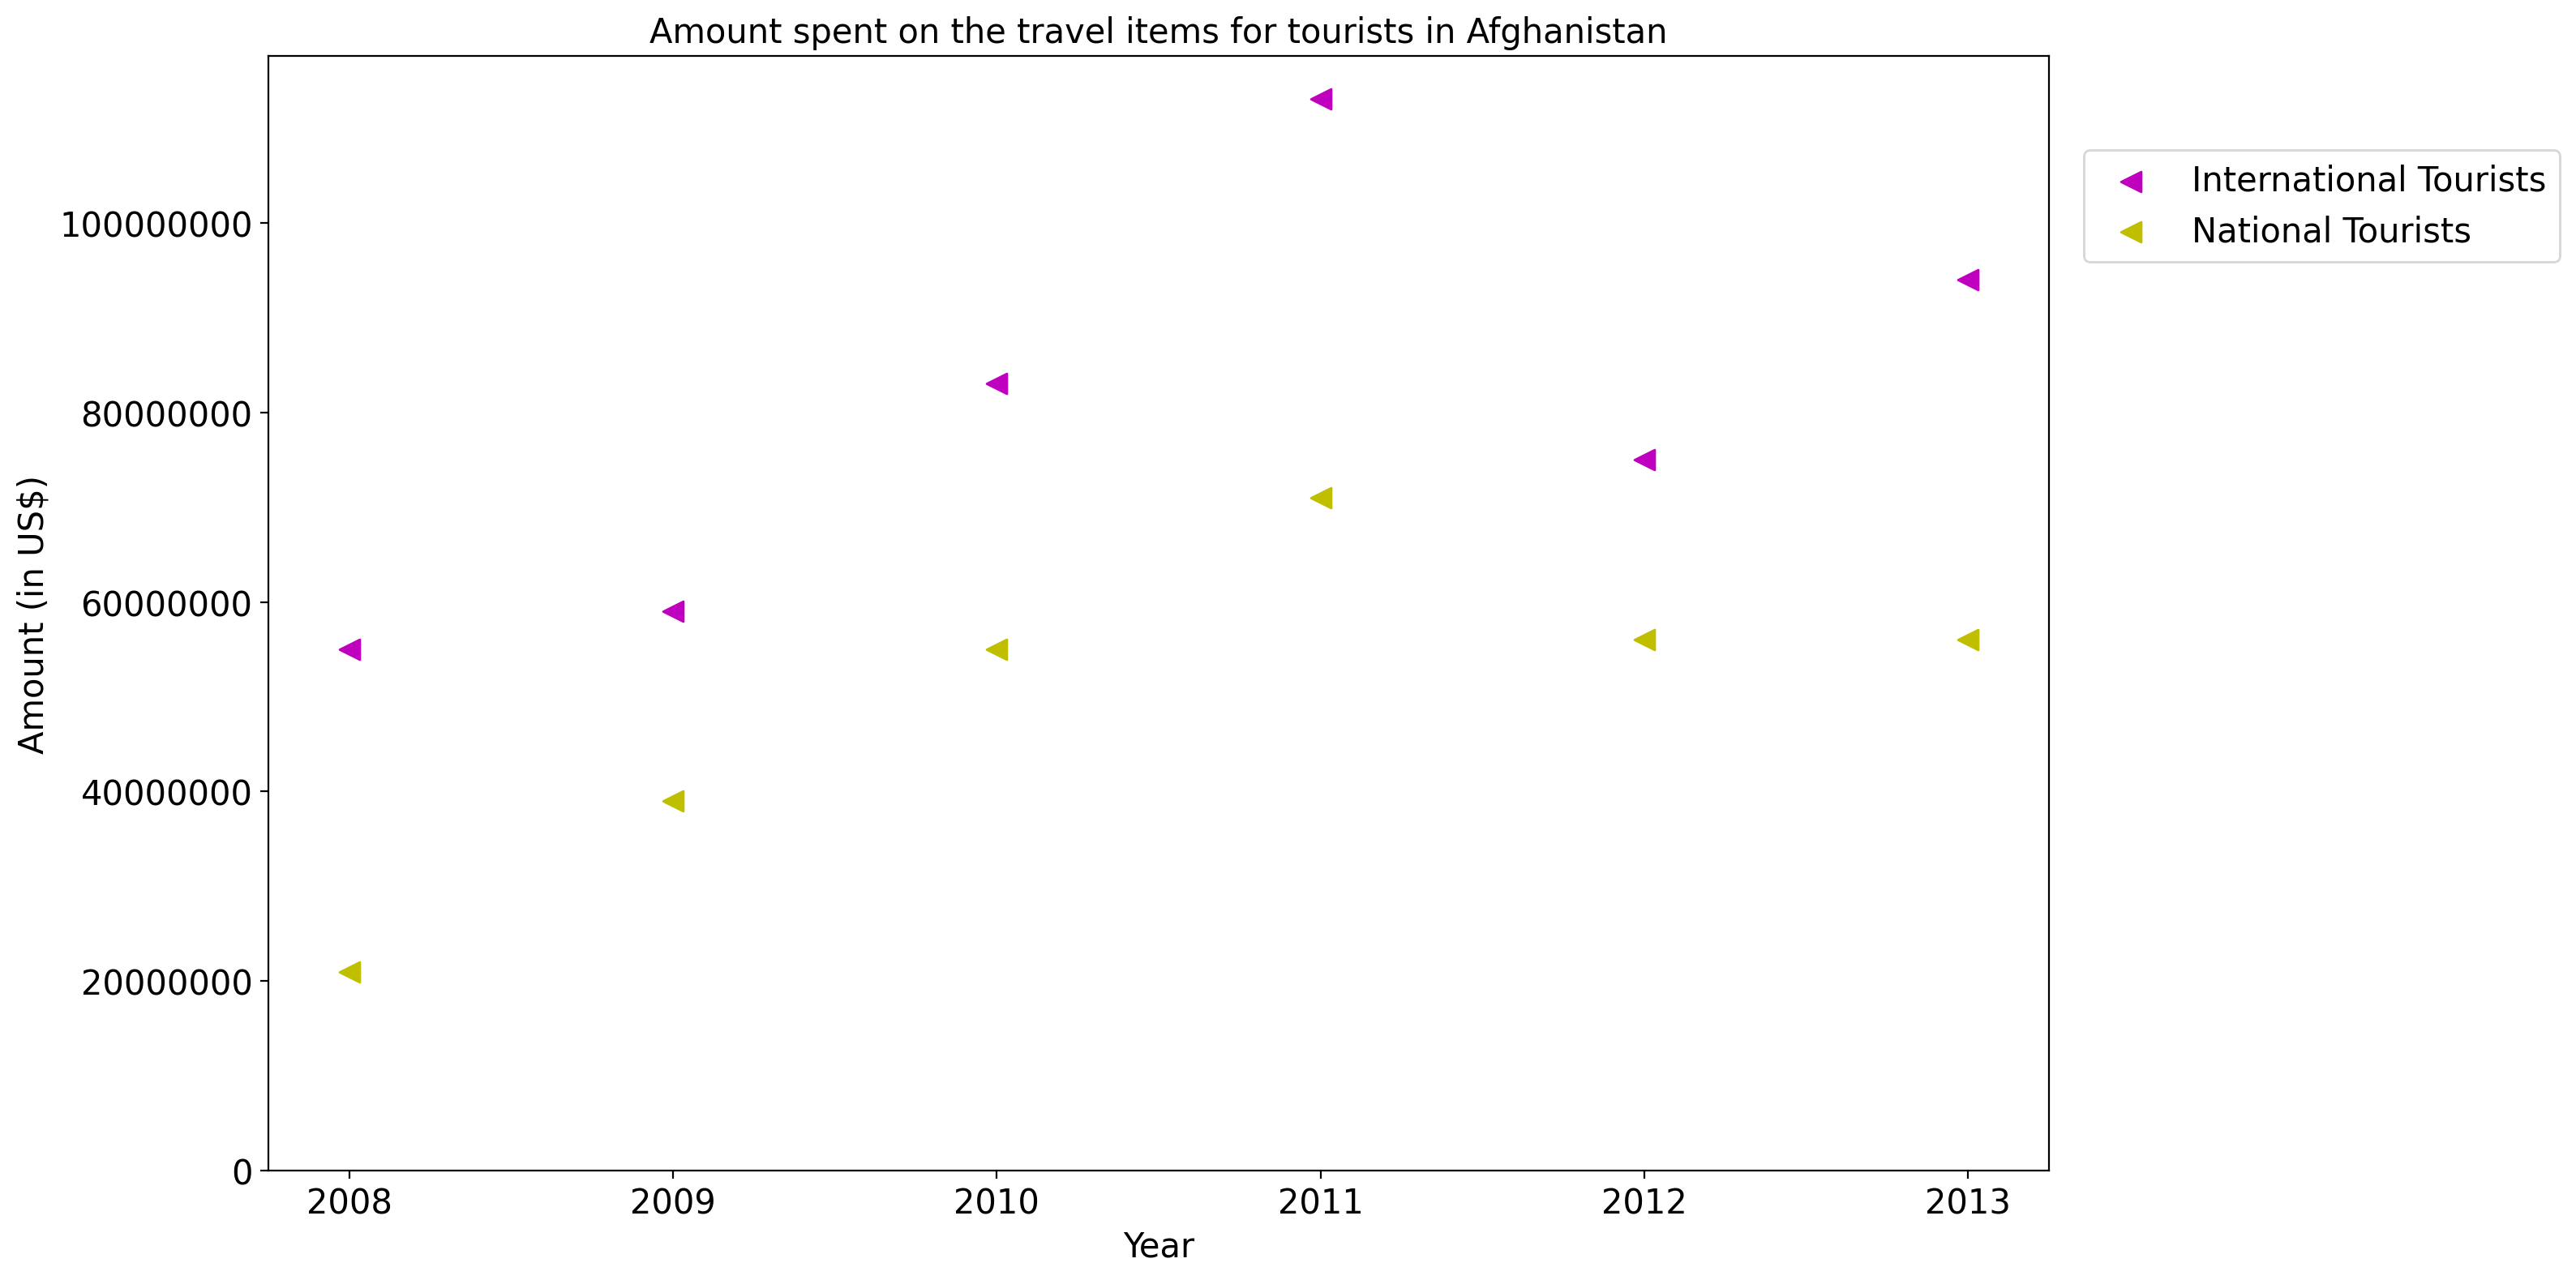 Amount spent on the travel items for tourists in Afghanistan
International Tourists
National Tourists
100000000
80000000
60000000
40000000
20000000
0
Amount (in US$)
2008 2009 2010 2011 2012 2013
Year